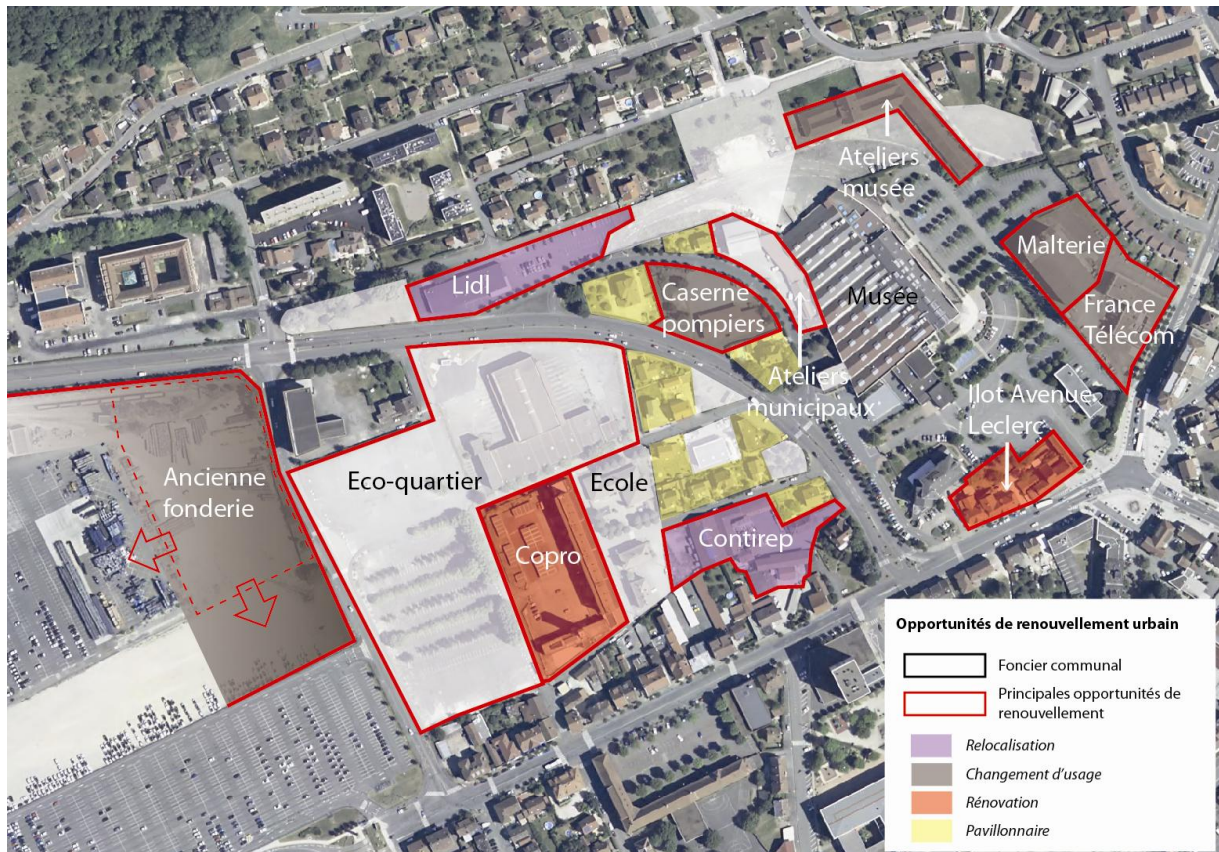 Ateliers
musée
Malterie
Lidl
Caserne
pompiers
Musée
France
Télécom
Ateliers
municipaux
Ilot Avenue
Leclerc
Ancienne
fonderie
Eco-quartier
Ecole
Copro
Contirep
Opportunités de renouvellement urbain
Foncier communal
Principales opportunités de
renouvellement
Relocalisation
Changement d'usage
Rénovation
Pavillonnaire